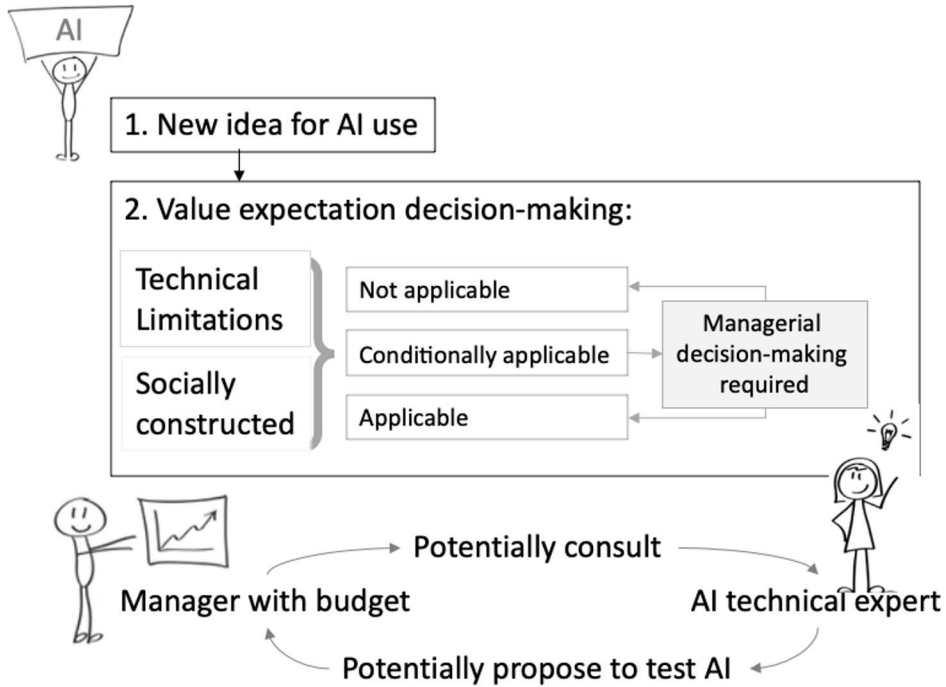 AI
1. New idea for AI use
2. Value expectation decision-making:
Technical
Limitations
Socially
constructed
Not applicable
Conditionally applicable
Applicable
Managerial
decision-making
required
Potentially consult
Manager with budget
AI technical expert
Potentially propose to test AI